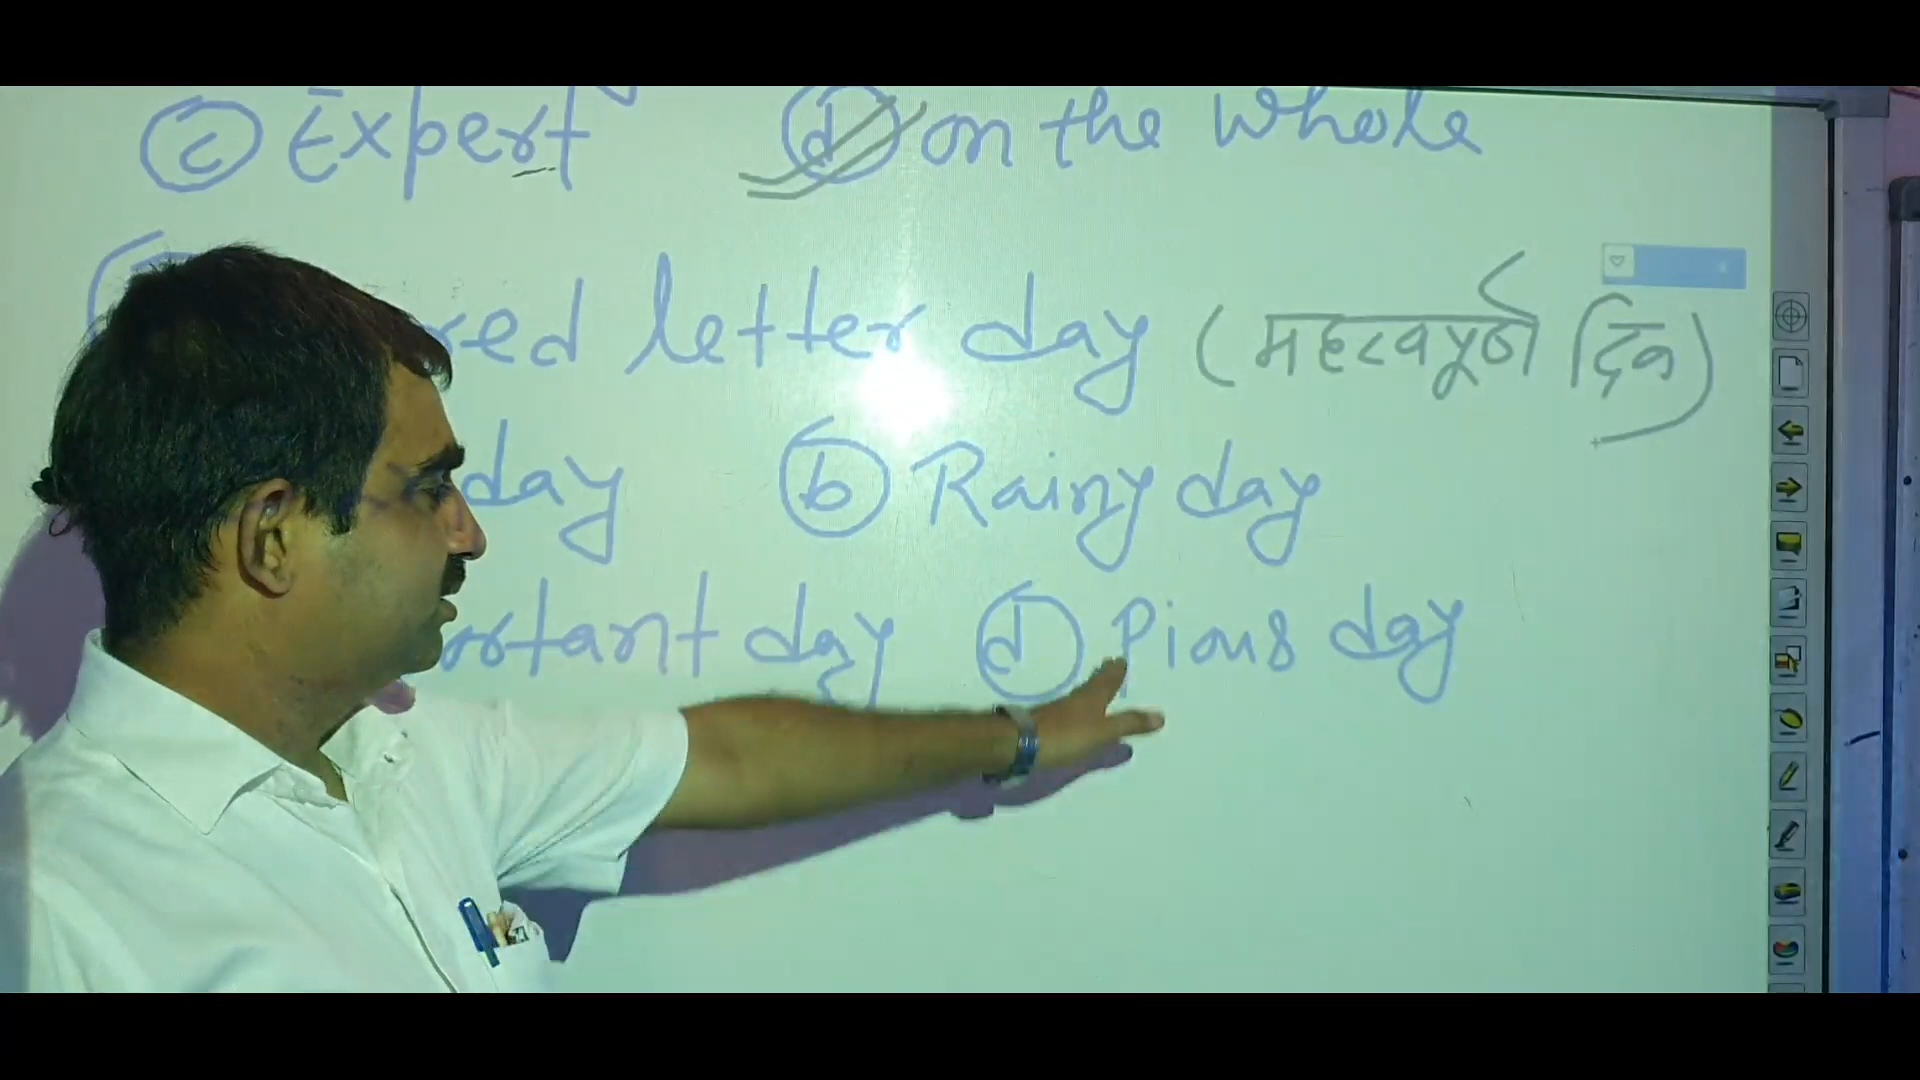 (c) Expert (d) on the whole
red letter day (महत्वपूर्ण दिन)
day (b) Rainy day
ortant day (d) Pious day